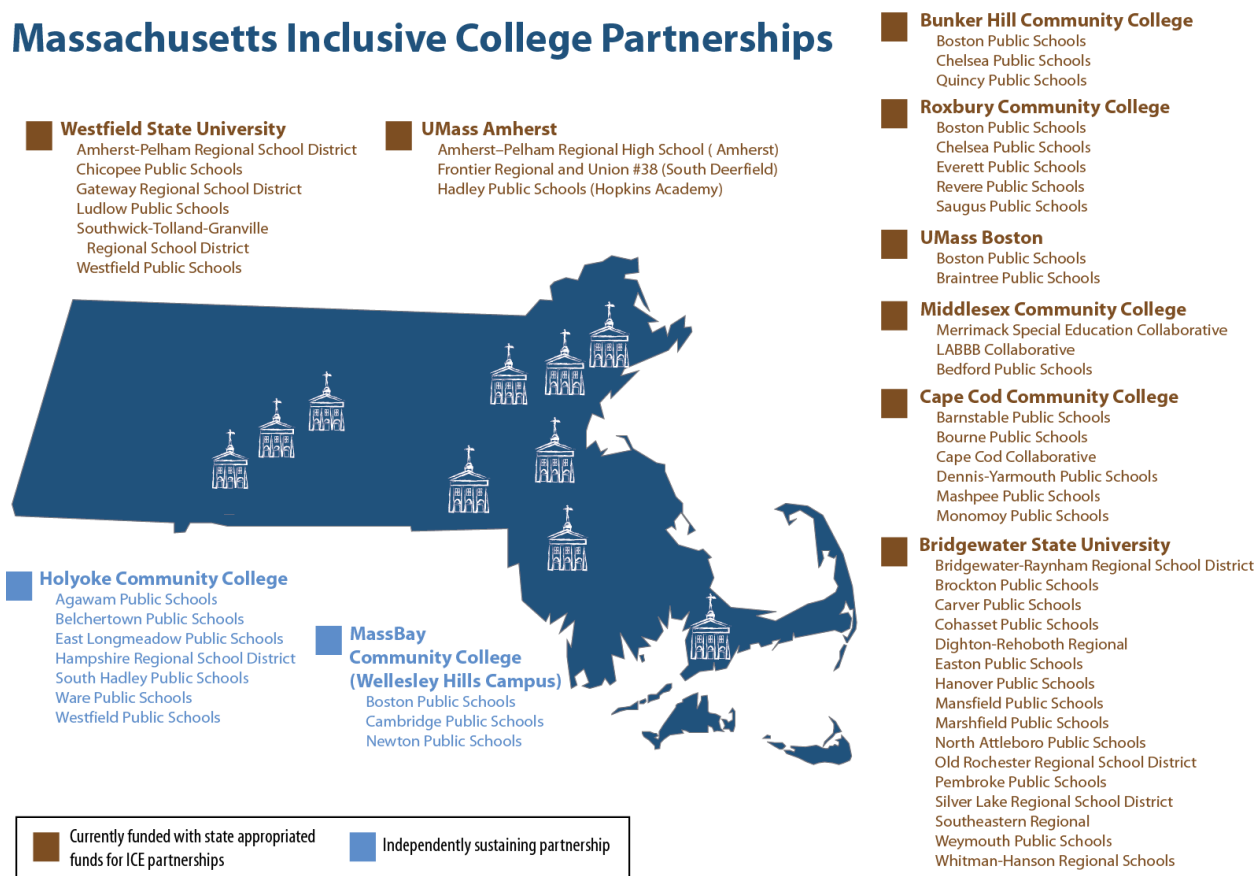 Massachusetts Inclusive College Partnerships
Westfield State University
Amherst-Pelham Regional School District
Chicopee Public Schools
Gateway Regional School District
Ludlow Public Schools
Southwick-Tolland-Granville
Regional School District
Westfield Public Schools
UMass Amherst
Amherst–Pelham Regional High School ( Amherst)
Frontier Regional and Union #38 (South Deerfield)
Hadley Public Schools (Hopkins Academy)
Bunker Hill Community College
Boston Public Schools
Chelsea Public Schools
Quincy Public Schools
Roxbury Community College
Boston Public Schools
Chelsea Public Schools
Everett Public Schools
Revere Public Schools
Saugus Public Schools
UMass Boston
Boston Public Schools
Braintree Public Schools
Middlesex Community College
Merrimack Special Education Collaborative
LABBB Collaborative
Bedford Public Schools
Cape Cod Community College
Barnstable Public Schools
Bourne Public Schools
Cape Cod Collaborative
Dennis-Yarmouth Public Schools
Mashpee Public Schools
Monomoy Public Schools
Bridgewater State University
Bridgewater-Raynham Regional School District
Brockton Public Schools
Carver Public Schools
Cohasset Public Schools
Dighton-Rehoboth Regional
Easton Public Schools
Hanover Public Schools
Mansfield Public Schools
Marshfield Public Schools
North Attleboro Public Schools
Old Rochester Regional School District
Pembroke Public Schools
Silver Lake Regional School District
Southeastern Regional
Weymouth Public Schools
Whitman-Hanson Regional Schools
Holyoke Community College
Agawam Public Schools
Belchertown Public Schools
East Longmeadow Public Schools
Hampshire Regional School District
South Hadley Public Schools
Ware Public Schools
Westfield Public Schools
MassBay
Community College
(Wellesley Hills Campus)
Boston Public Schools
Cambridge Public Schools
Newton Public Schools
Currently funded with state appropriated
funds for ICE partnerships
Independently sustaining partnership